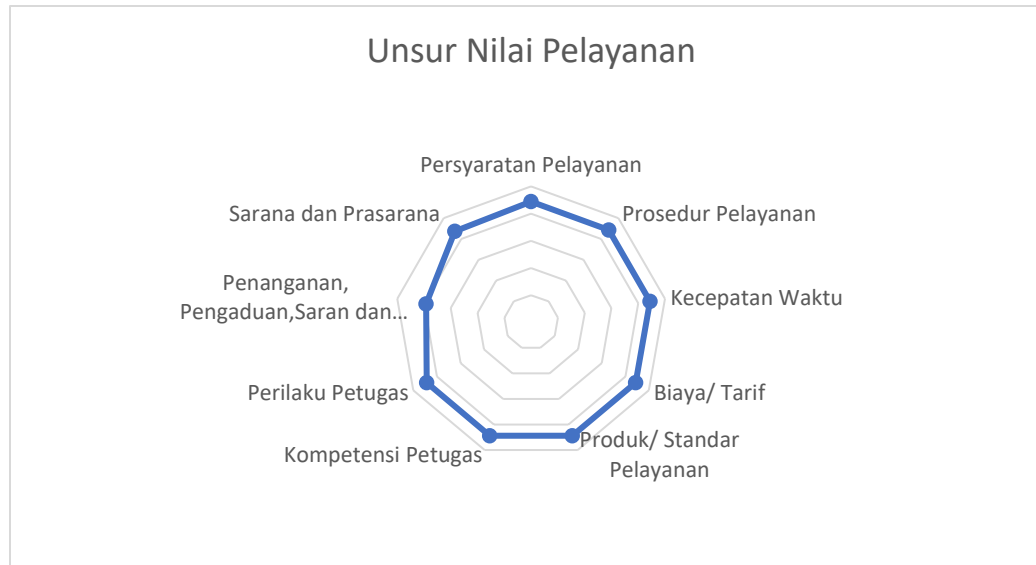 Unsur Nilai Pelayanan
Persyaratan Pelayanan
Prosedur Pelayanan
Kecepatan Waktu
Biaya/ Tarif
Produk/ Standar
Pelayanan
Kompetensi Petugas
Perilaku Petugas
Penanganan,
Pengaduan,Saran dan...
Sarana dan Prasarana